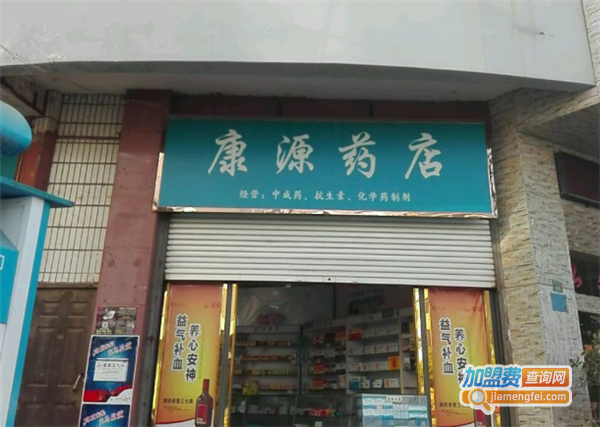 康源药店
经营：中成药、抗生素、化学药制剂
养心安神
益气补血
养心安神
益气补血
加盟费查询网
jiamengfei.com